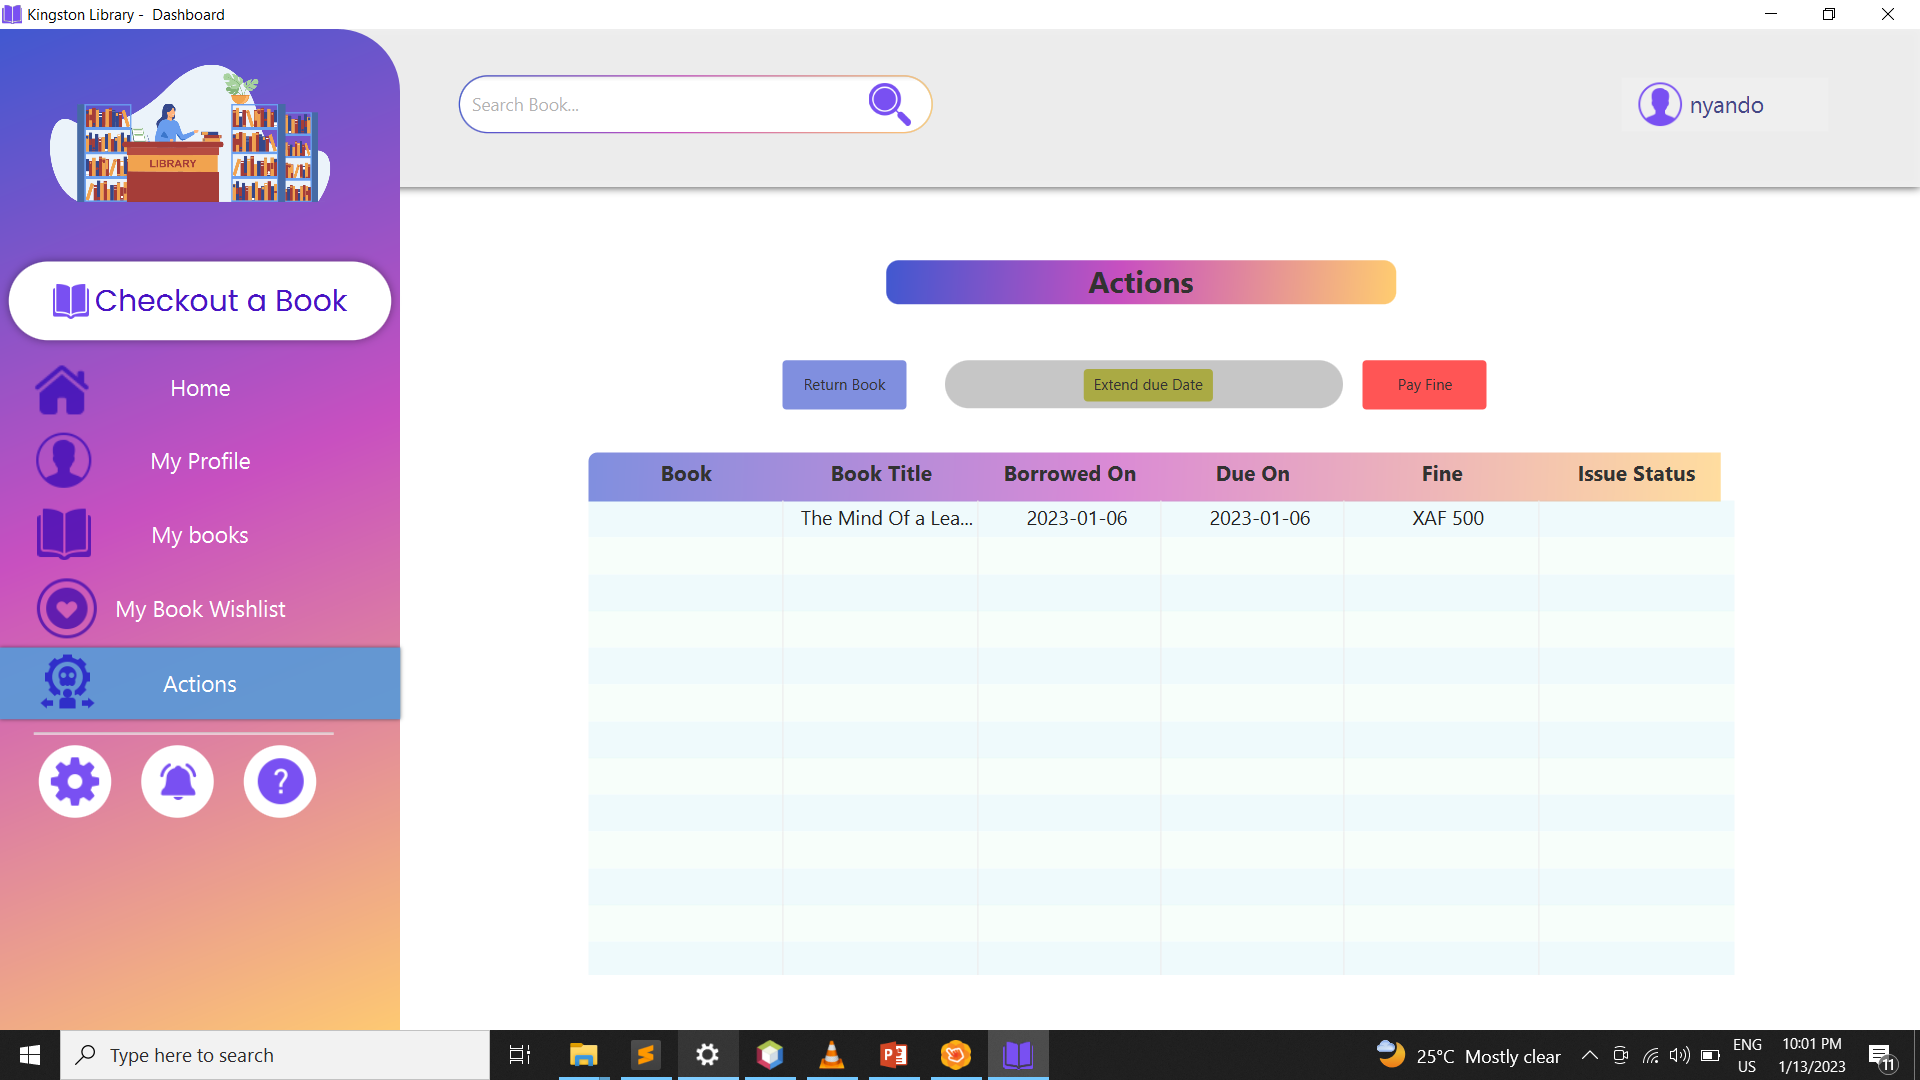 Kingston Library - Dashboard
Search Book...
nyando
LIBRARY
Checkout a Book
Home
My Profile
My books
My Book Wishlist
Actions
?
Actions
Return Book
Extend due Date
Pay Fine
Book Book Title Borrowed On Due On Fine Issue Status
The Mind Of a Lea... 2023-01-06 2023-01-06 XAF 500
Type here to search
25°C Mostly clear
ENG
US
10:01 PM
1/13/2023
11